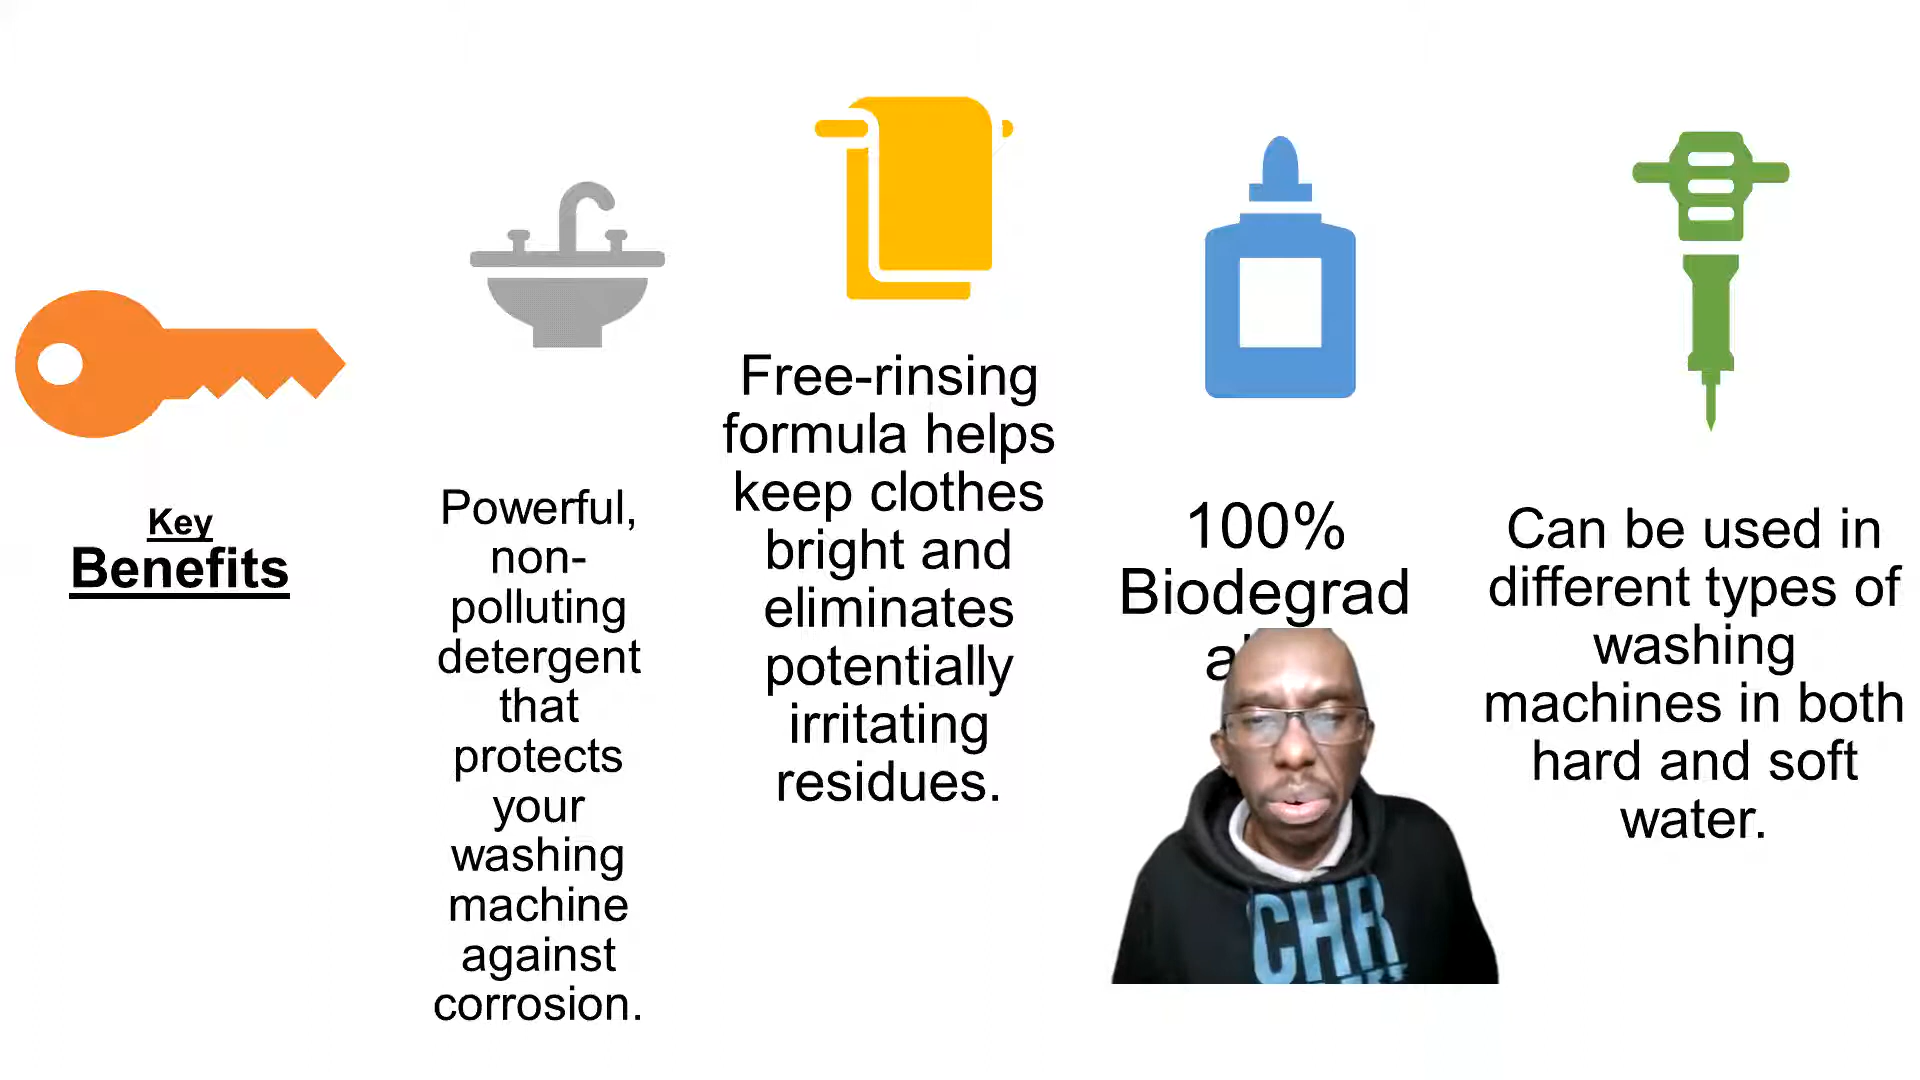 Key
Benefits
Powerful,
non-
polluting
detergent
that
protects
your
washing
machine
against
corrosion.
Free-rinsing
formula helps
keep clothes
bright and
eliminates
potentially
irritating
residues.
100%
Biodegrad
Can be used in
different types of
washing
machines in both
hard and soft
water.
CHR